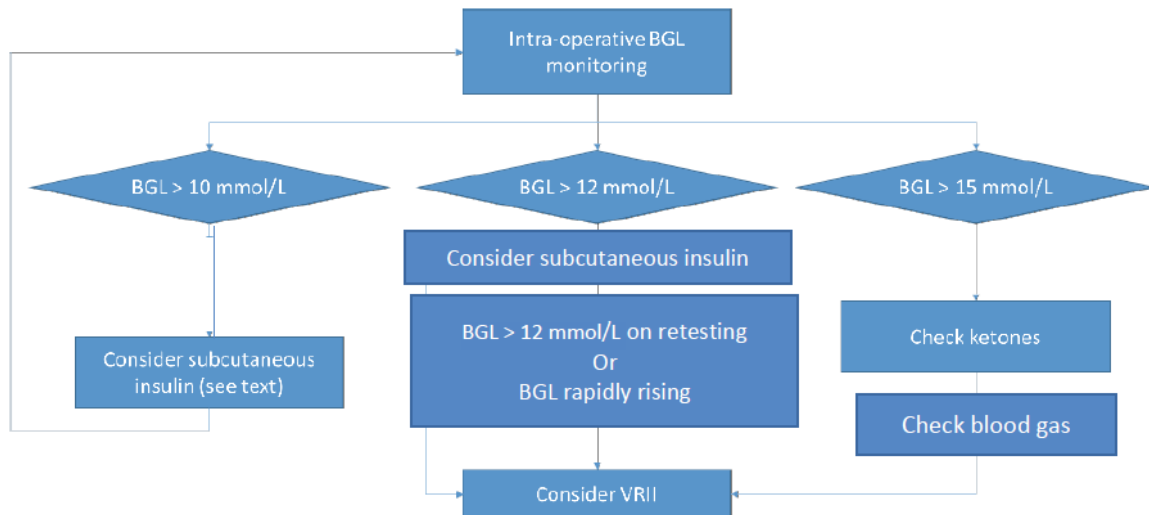 Intra-operative BGL
monitoring
BGL > 10 mmol/L
BGL > 12 mmol/L
BGL > 15 mmol/L
Consider subcutaneous insulin
BGL > 12 mmol/L on retesting
Or
BGL rapidly rising
Check ketones
Consider subcutaneous
insulin (see text)
Check blood gas
Consider VRII